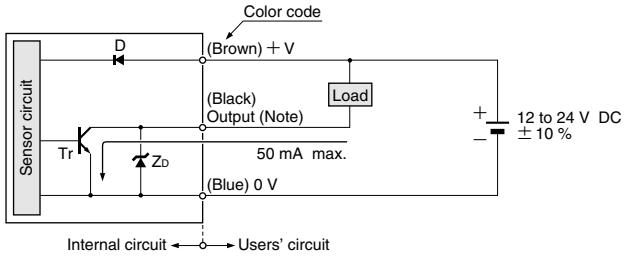 Color code
D
(Brown) + V
Sensor circuit
(Black)
Output (Note)
Load
+
12 to 24 V DC
− ± 10 %
Tr
ZD
50 mA max.
(Blue) 0 V
Internal circuit
Users' circuit